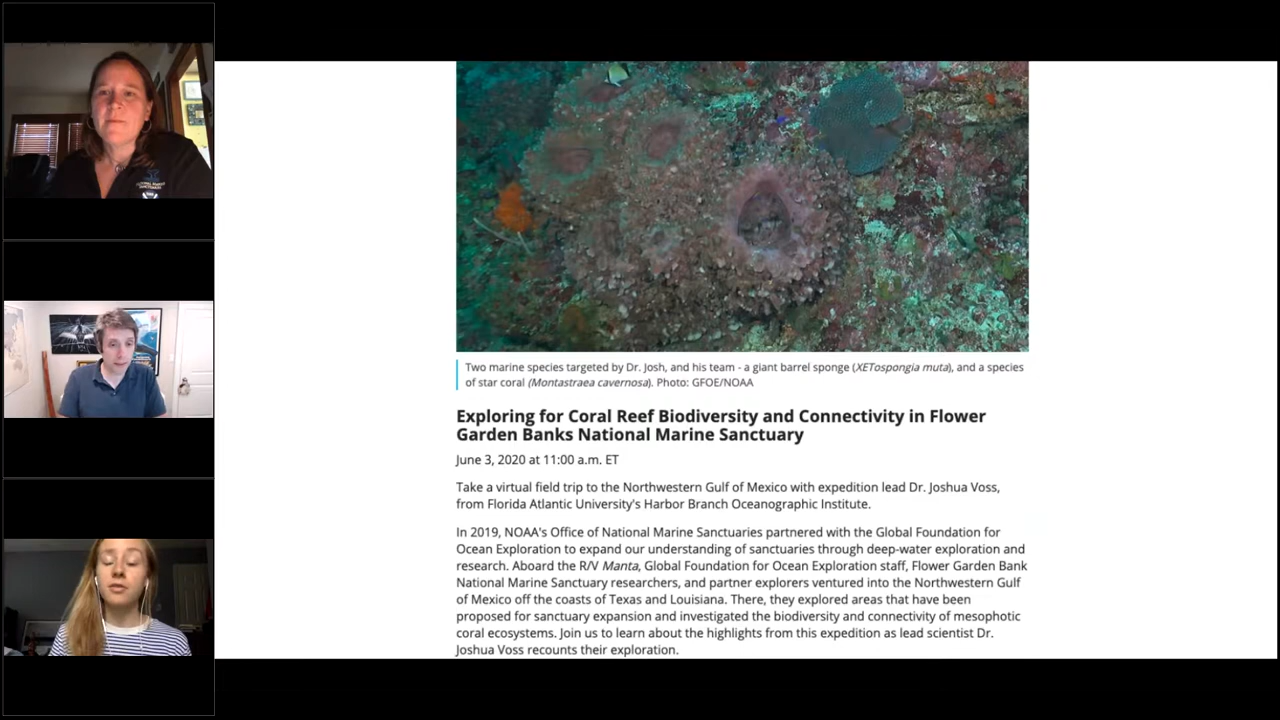 NATIONAL MARINE
SANCTUARIES
Two marine species targeted by Dr. Josh, and his team - a giant barrel sponge (XETospongia muta), and a species
of star coral (Montastraea cavernosa). Photo: GFOE/NOAA
Exploring for Coral Reef Biodiversity and Connectivity in Flower
Garden Banks National Marine Sanctuary
June 3, 2020 at 11:00 a.m. ET
Take a virtual field trip to the Northwestern Gulf of Mexico with expedition lead Dr. Joshua Voss,
from Florida Atlantic University's Harbor Branch Oceanographic Institute.
In 2019, NOAA's Office of National Marine Sanctuaries partnered with the Global Foundation for
Ocean Exploration to expand our understanding of sanctuaries through deep-water exploration and
research. Aboard the R/V Manta, Global Foundation for Ocean Exploration staff, Flower Garden Bank
National Marine Sanctuary researchers, and partner explorers ventured into the Northwestern Gulf
of Mexico off the coasts of Texas and Louisiana. There, they explored areas that have been
proposed for sanctuary expansion and investigated the biodiversity and connectivity of mesophotic
coral ecosystems. Join us to learn about the highlights from this expedition as lead scientist Dr.
Joshua Voss recounts their exploration.